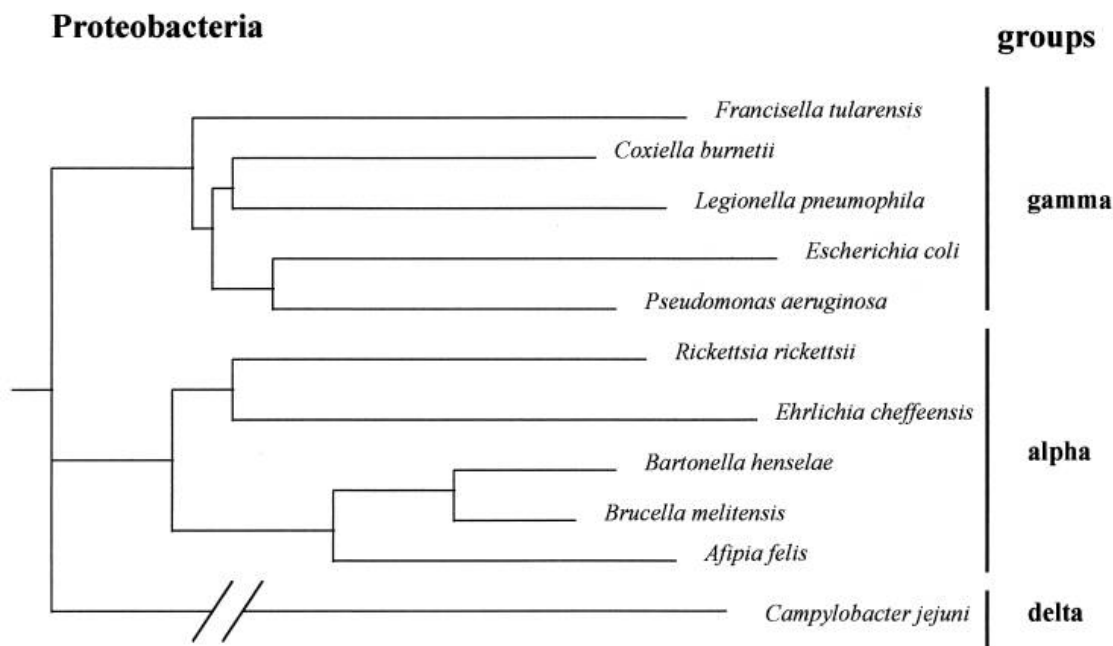 Proteobacteria
groups
Francisella tularensis
Coxiella burnetii
Legionella pneumophila
gamma
Escherichia coli
Pseudomonas aeruginosa
Rickettsia rickettsii
Ehrlichia cheffeensis
alpha
Bartonella henselae
Brucella melitensis
Afipia felis
Campylobacter jejuni
delta